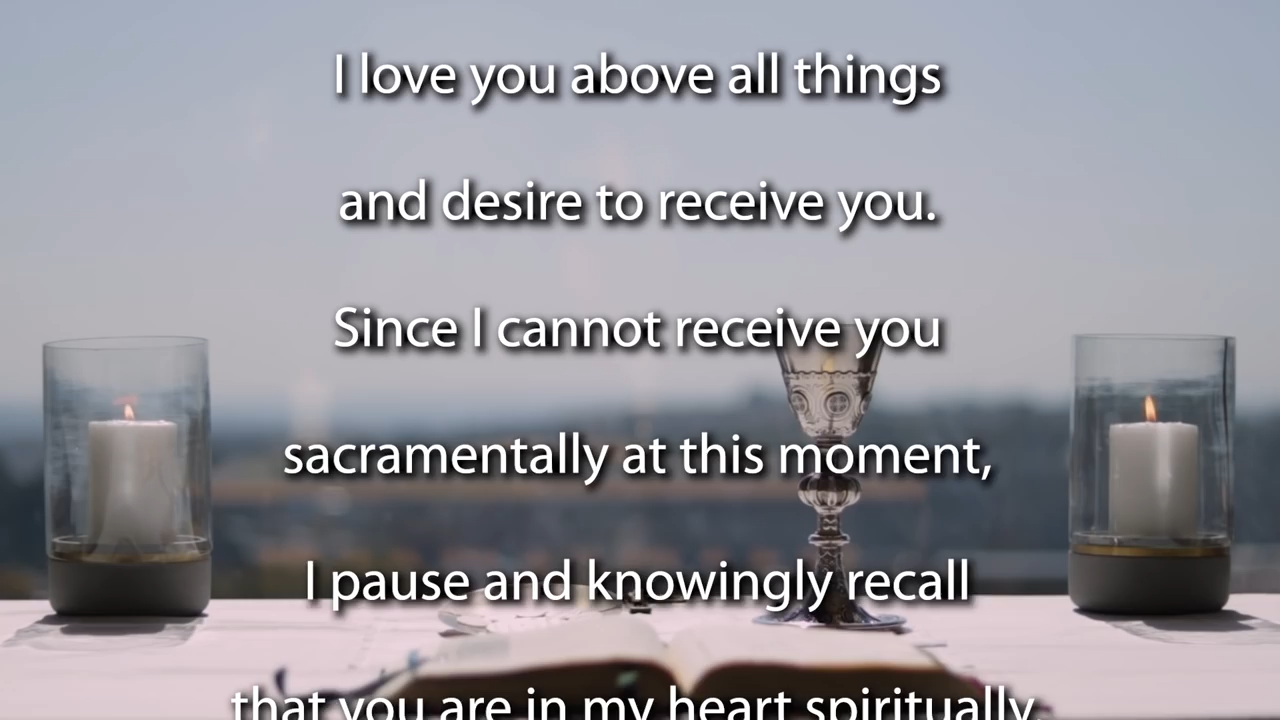 I love you above all things
and desire to receive you.
Since I cannot receive you
sacramentally at this moment,
I pause and knowingly recall
that you are in my heart spiritually.